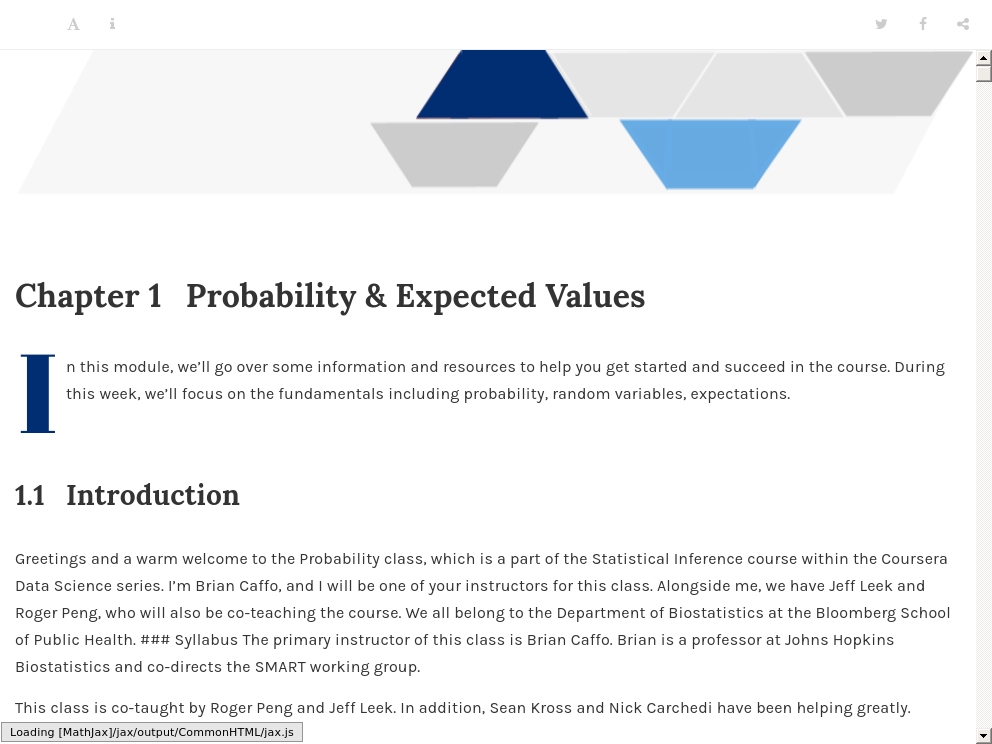 Chapter 1 Probability & Expected Values
In this module, we’ll go over some information and resources to help you get started and succeed in the course. During
this week, we’ll focus on the fundamentals including probability, random variables, expectations.
1.1 Introduction
Greetings and a warm welcome to the Probability class, which is a part of the Statistical Inference course within the Coursera
Data Science series. I’m Brian Caffo, and I will be one of your instructors for this class. Alongside me, we have Jeff Leek and
Roger Peng, who will also be co-teaching the course. We all belong to the Department of Biostatistics at the Bloomberg School
of Public Health. ### Syllabus The primary instructor of this class is Brian Caffo. Brian is a professor at Johns Hopkins
Biostatistics and co-directs the SMART working group.
This class is co-taught by Roger Peng and Jeff Leek. In addition, Sean Kross and Nick Carchedi have been helping greatly.
Loading [MathJax]/jax/output/CommonHTML/jax.js